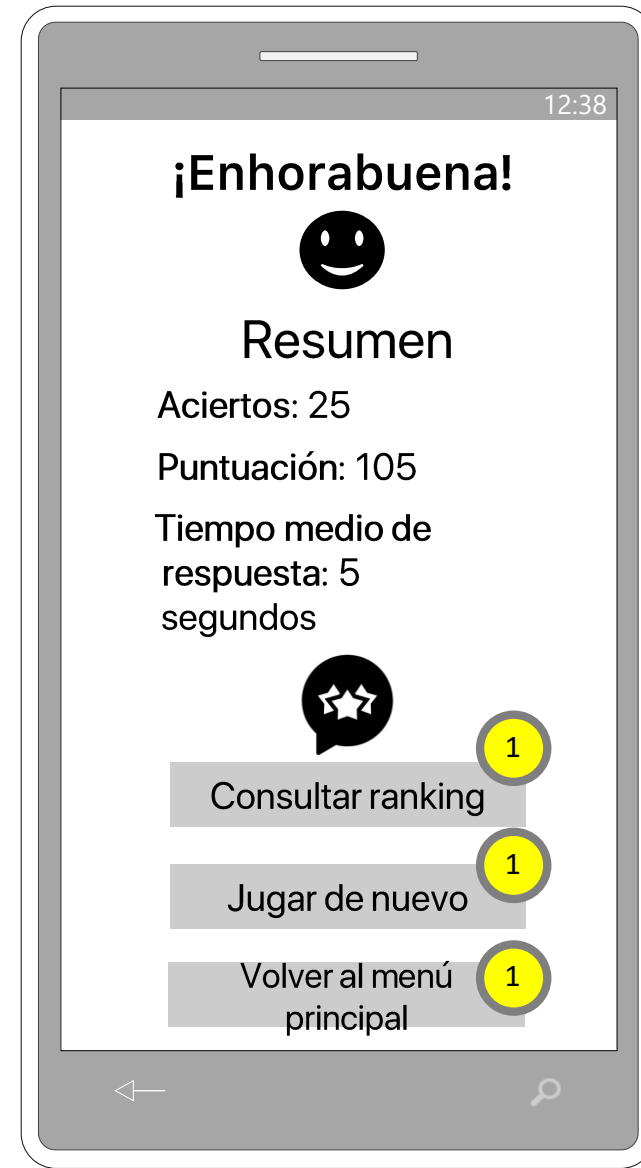 12:38
¡Enhorabuena!
Resumen
Aciertos: 25
Puntuación: 105
Tiempo medio de
respuesta: 5
segundos
1
Consultar ranking
1
Jugar de nuevo
Volver al menú
1
principal